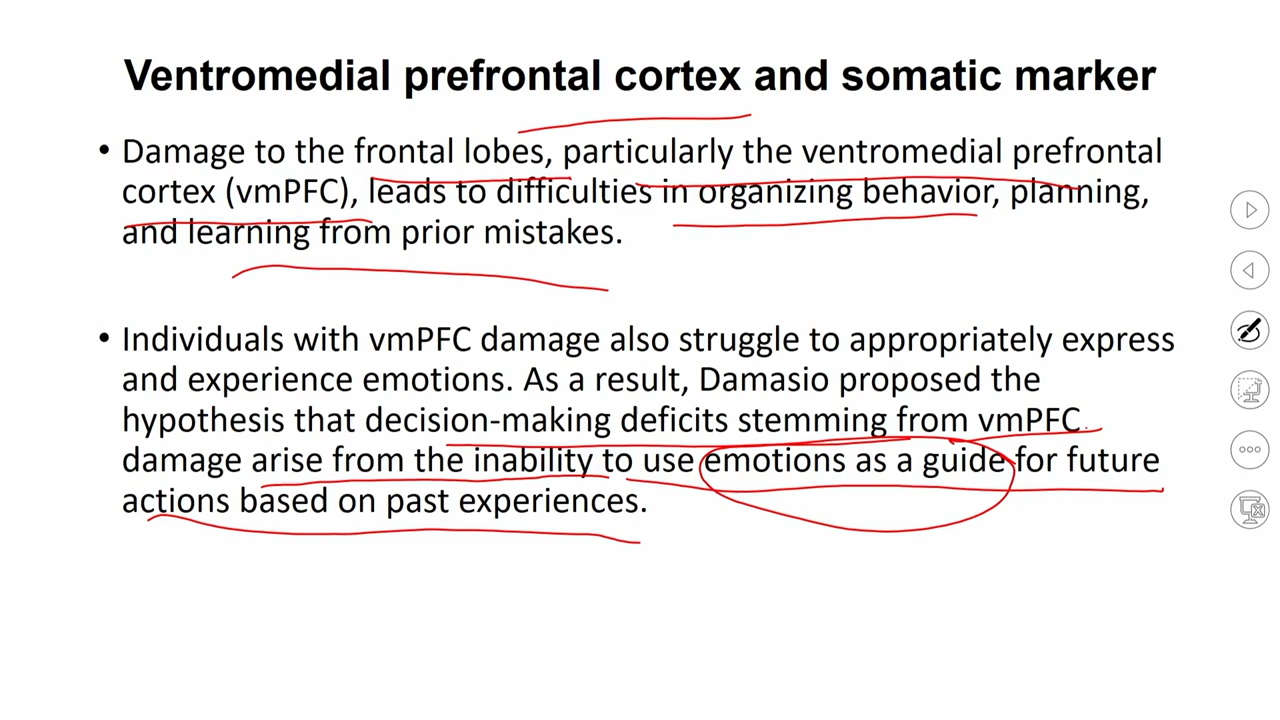 Ventromedial prefrontal cortex and somatic marker
• Damage to the frontal lobes, particularly the ventromedial prefrontal
cortex (vmPFC), leads to difficulties in organizing behavior, planning,
and learning from prior mistakes.
• Individuals with vmPFC damage also struggle to appropriately express
and experience emotions. As a result, Damasio proposed the
hypothesis that decision-making deficits stemming from vmPFC
damage arise from the inability to use emotions as a guide for future
actions based on past experiences.